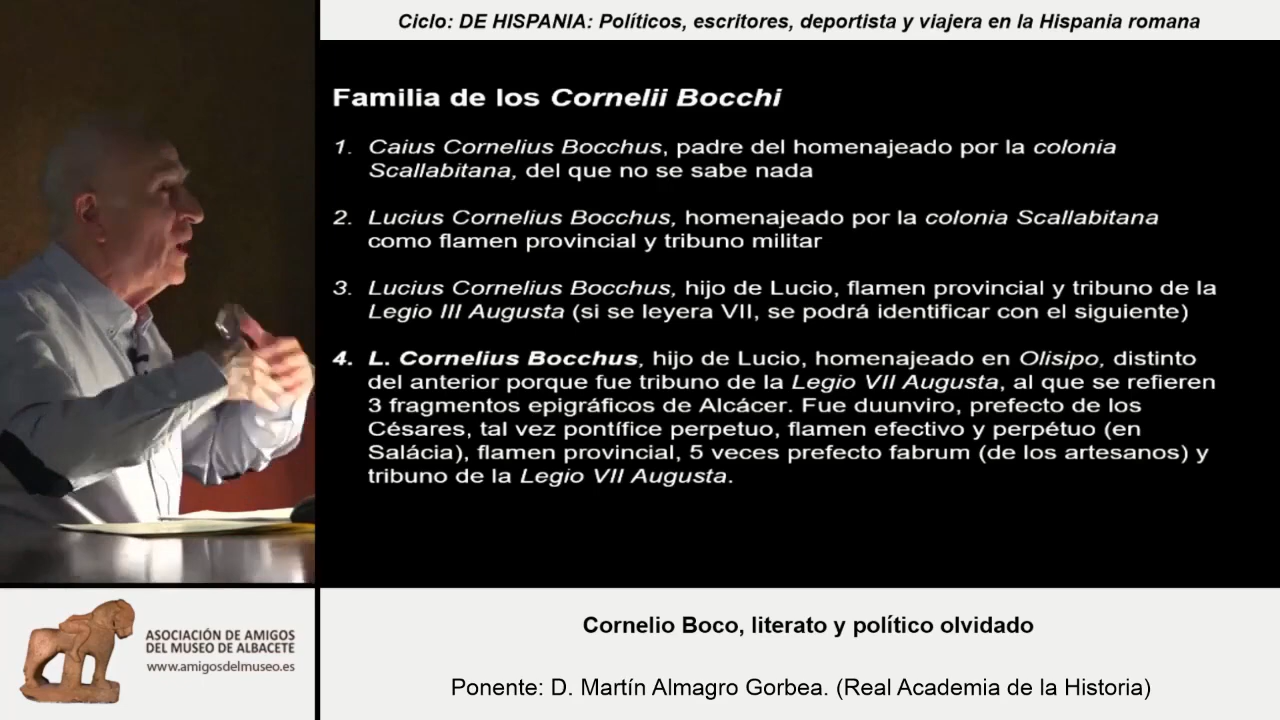 Ciclo: DE HISPANIA: Políticos, escritores, deportista y viajera en la Hispania romana
Familia de los Cornelii Bocchi
1. Caius Cornelius Bocchus, padre del homenajeado por la colonia
Scallabitana, del que no se sabe nada
2. Lucius Cornelius Bocchus, homenajeado por la colonia Scallabitana
como flamen provincial y tribuno militar
3. Lucius Cornelius Bocchus, hijo de Lucio, flamen provincial y tribuno de la
Legio III Augusta (si se leyera VII, se podrá identificar con el siguiente)
4. L. Cornelius Bocchus, hijo de Lucio, homenajeado en Olisipo, distinto
del anterior porque fue tribuno de la Legio VII Augusta, al que se refieren
3 fragmentos epigráficos de Alcácer. Fue duunviro, prefecto de los
Césares, tal vez pontífice perpetuo, flamen efectivo y perpétuo (en
Salácia), flamen provincial, 5 veces prefecto fabrum (de los artesanos) y
tribuno de la Legio VII Augusta.
ASOCIACIÓN DE AMIGOS
DEL MUSEO DE ALBACETE
www.amigosdelmuseo.es
Cornelio Boco, literato y político olvidado
Ponente: D. Martín Almagro Gorbea. (Real Academia de la Historia)